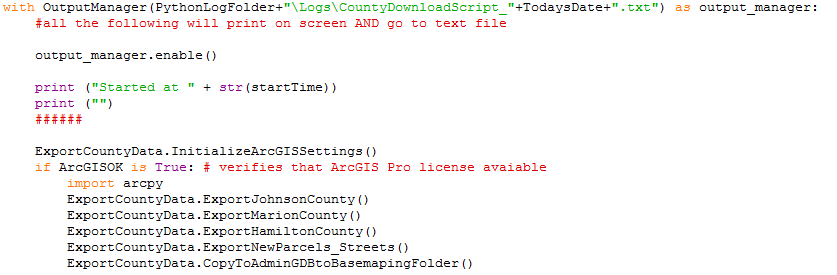 with OutputManager(PythonLogFolder+"\Logs\CountyDownloadScript_"+TodaysDate+".txt") as output_manager:
#all the following will print on screen AND go to text file
output_manager.enable()
print ("Started at " + str(startTime))
print ("")
######
ExportCountyData.InitializeArcGISSettings()
if ArcGISOK is True: # verifies that ArcGIS Pro license avaiable
import arcpy
ExportCountyData.ExportJohnsonCounty()
ExportCountyData.ExportMarionCounty()
ExportCountyData.ExportHamiltonCounty()
ExportCountyData.ExportNewParcels_Streets()
ExportCountyData.CopyToAdminGDBtoBasemapingFolder()